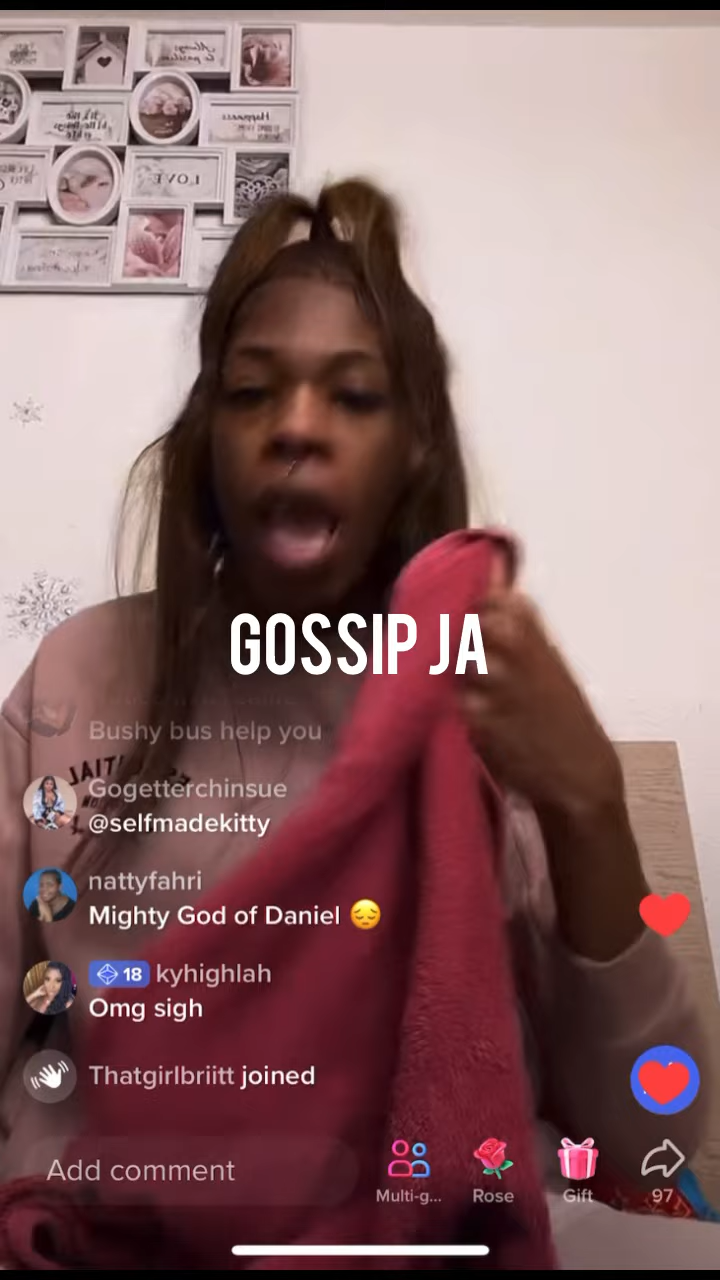 LOVE
GOSSIP JA
Bushy bus help you
Gogetterchinsue
@selfmadekitty
nattyfahri
Mighty God of Daniel 😔
18 kyhighlah
Omg sigh
Thatgirlbriitt joined
Add comment
Multi-g...
Rose
Gift
97